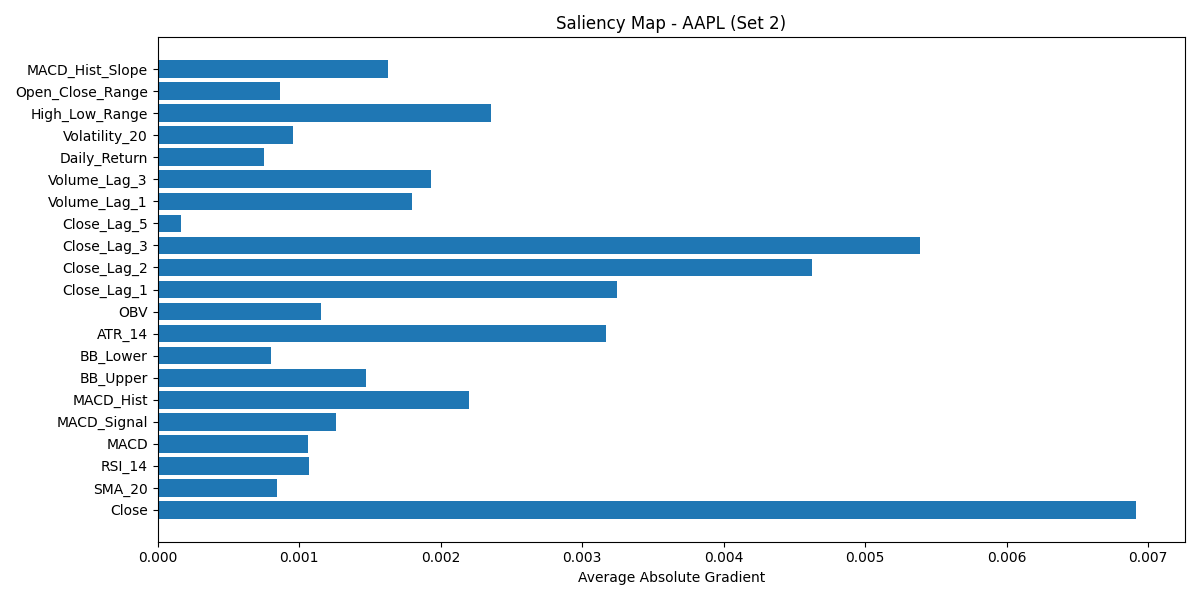 Saliency Map - AAPL (Set 2)
MACD_Hist_Slope
Open_Close_Range
High_Low_Range
Volatility_20
Daily_Return
Volume_Lag_3
Volume_Lag_1
Close_Lag_5
Close_Lag_3
Close_Lag_2
Close_Lag_1
OBV
ATR_14
BB_Lower
BB_Upper
MACD_Hist
MACD_Signal
MACD
RSI_14
SMA_20
Close
0.000 0.001 0.002 0.003 0.004 0.005 0.006 0.007
Average Absolute Gradient